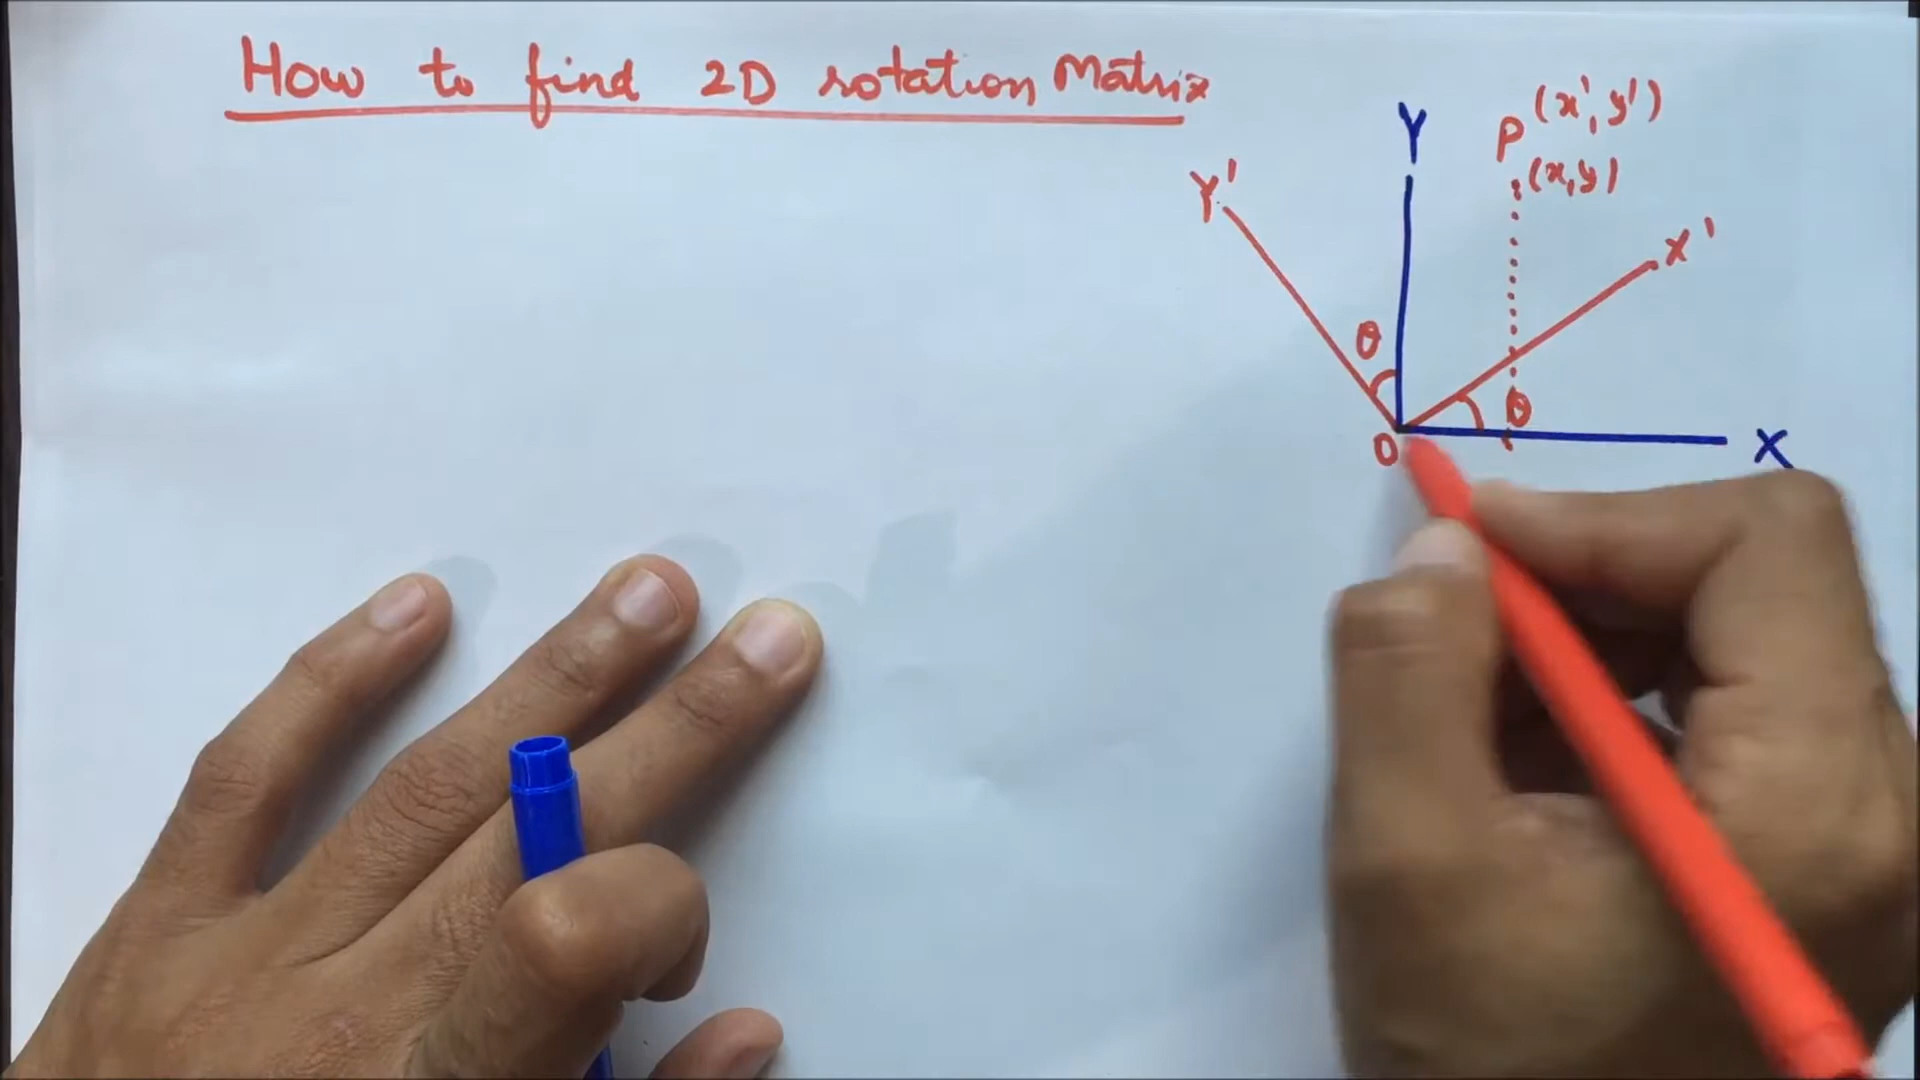 How to find 2D rotation Matrix
Y
P (x', y')
(x, y)
Y'
X'
θ
θ
O
X